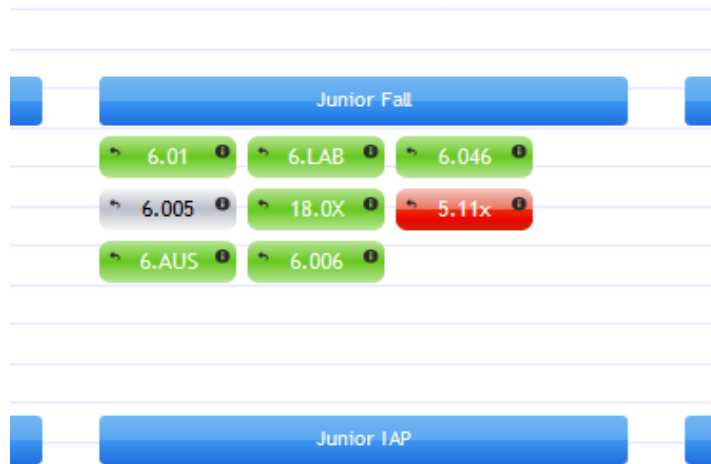 Junior Fall
6.01 6.LAB 6.046
6.005 18.0X 5.11x
6.AUS 6.006
Junior IAP